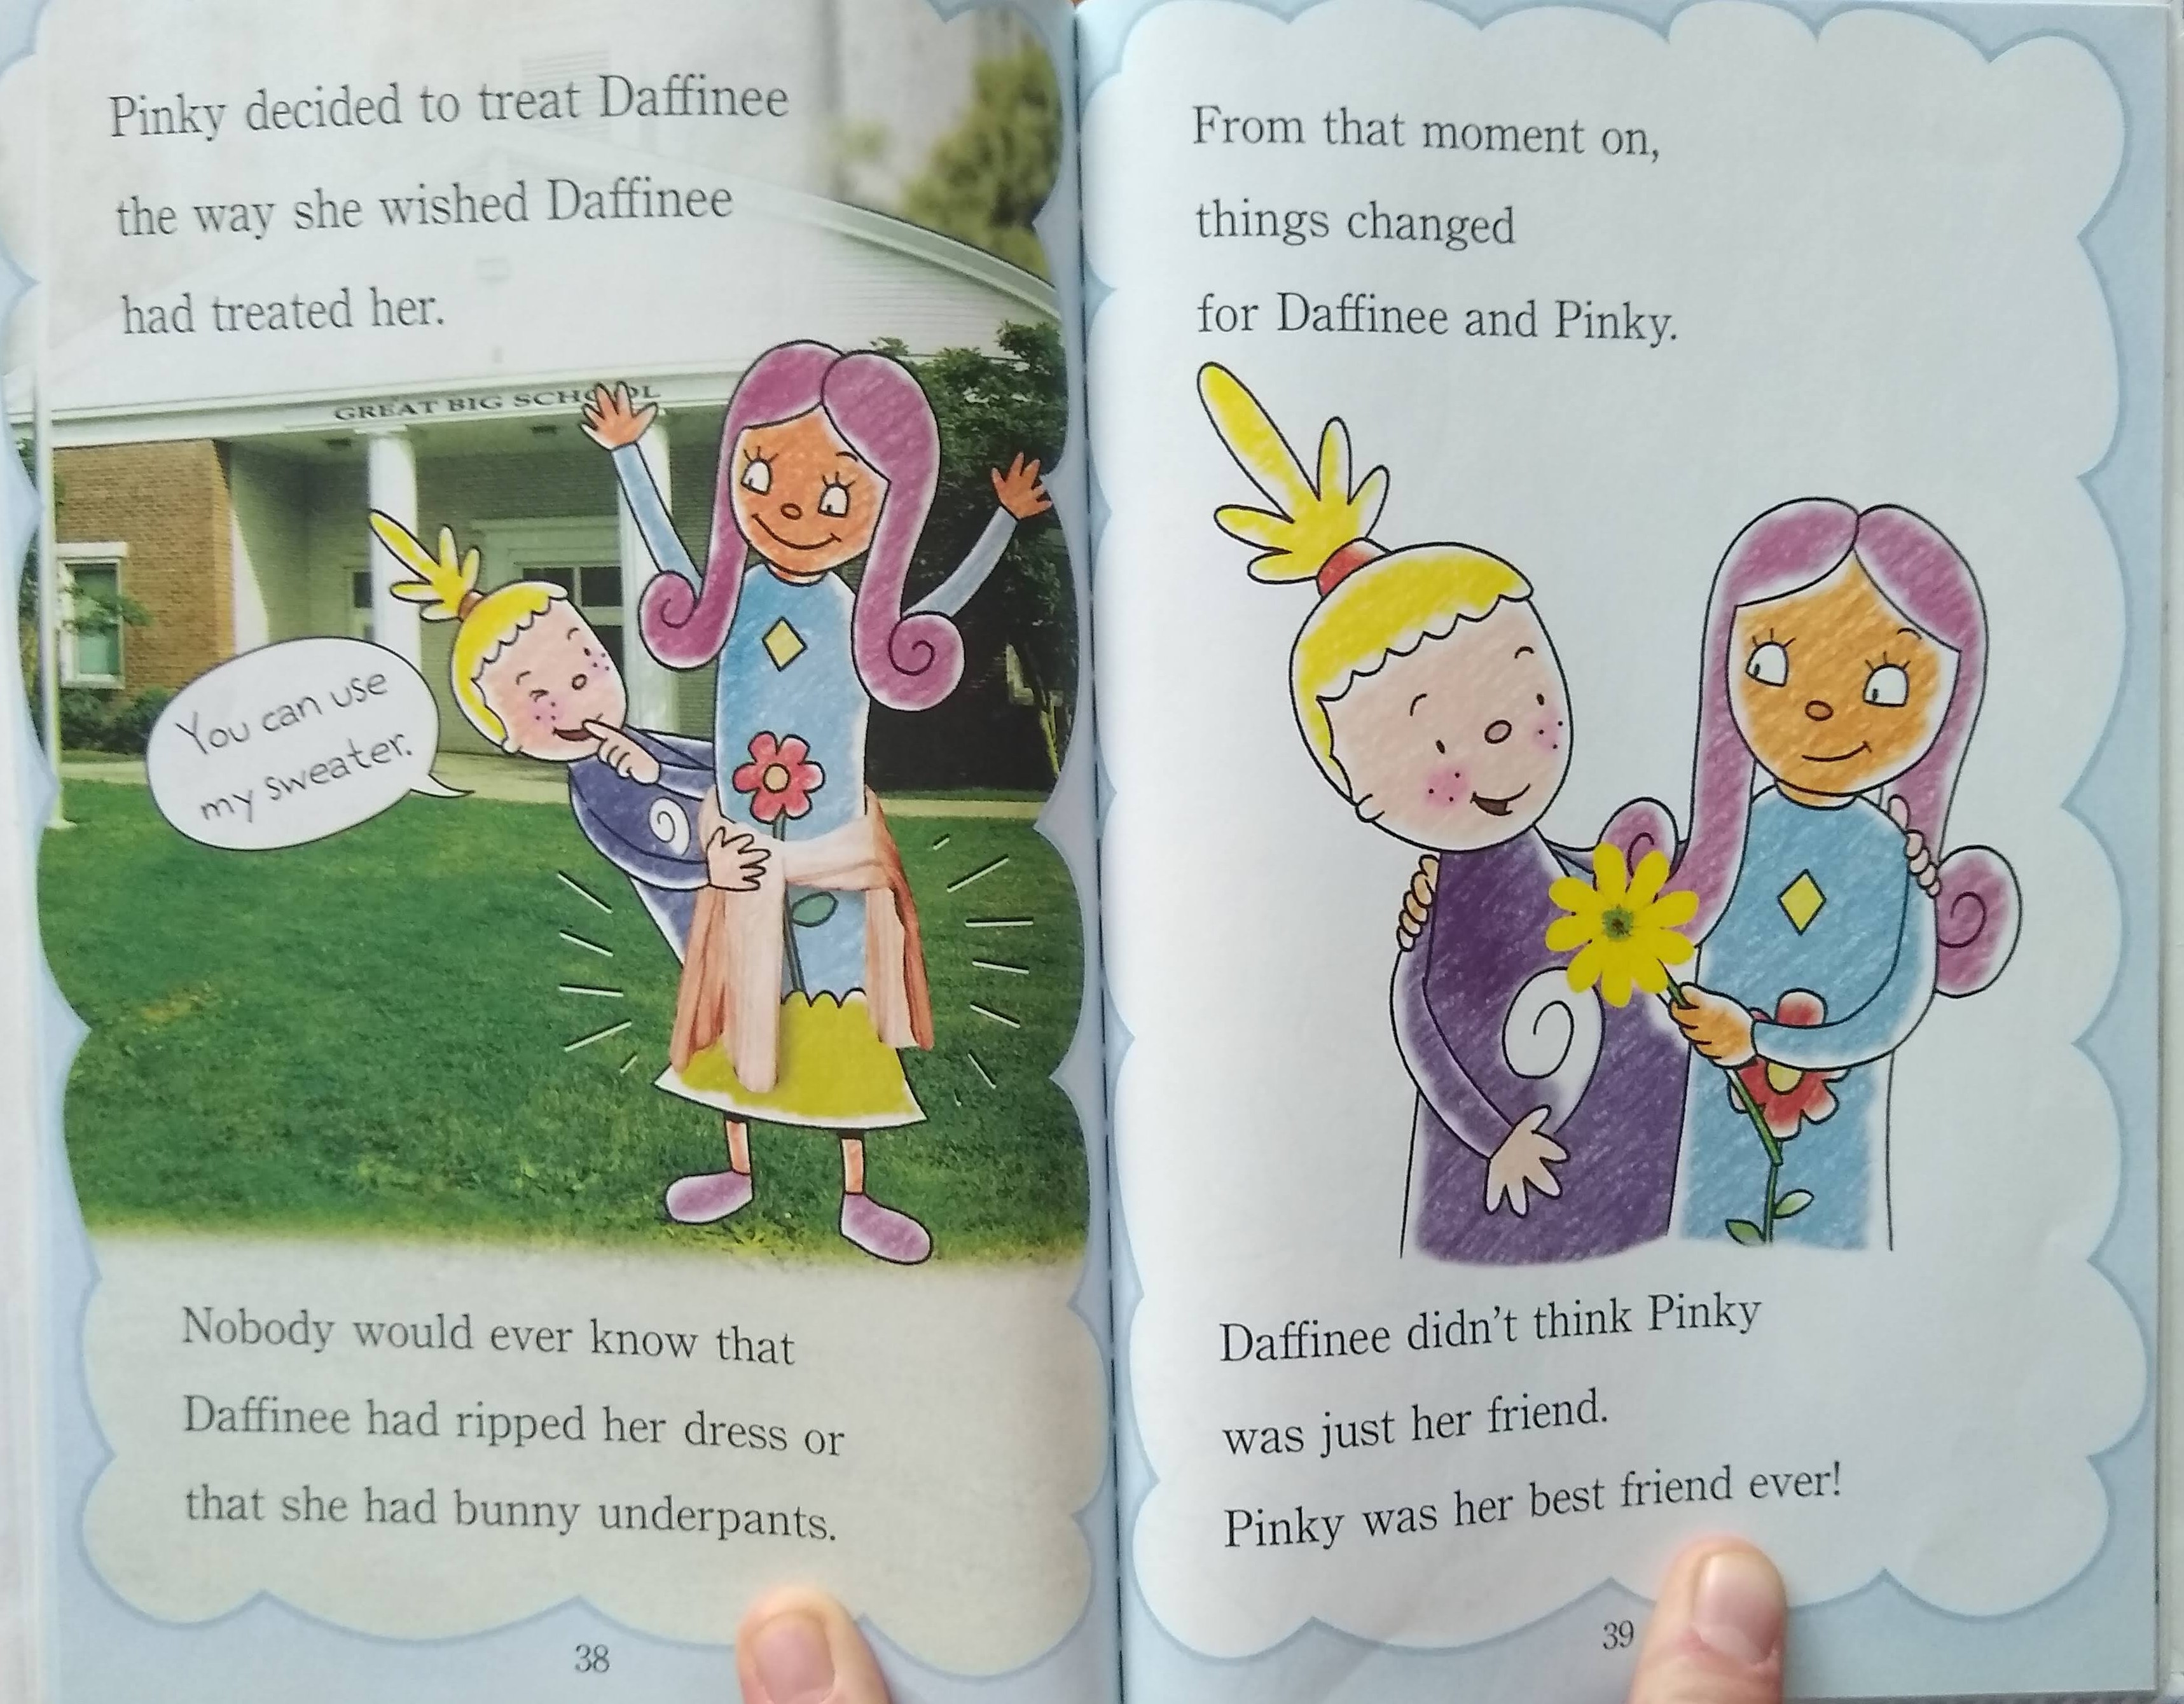 Pinky decided to treat Daffinee
the way she wished Daffinee
had treated her.
GREAT BIG SCHOOL
You can use
my sweater.
Nobody would ever know that
Daffinee had ripped her dress or
that she had bunny underpants.
38
From that moment on,
things changed
for Daffinee and Pinky.
Daffinee didn't think Pinky
was just her friend.
Pinky was her best friend ever!
39